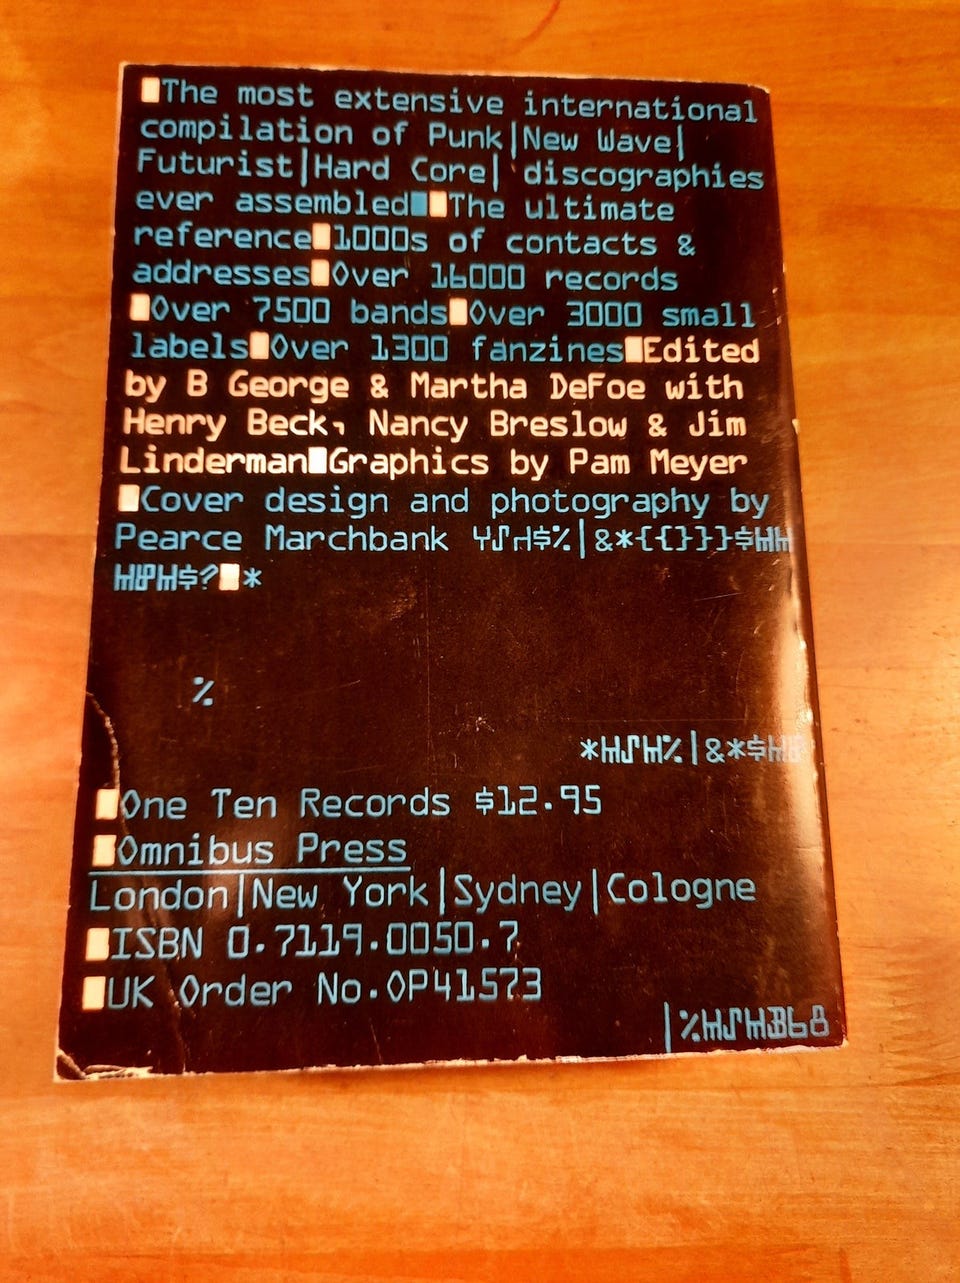 The most extensive international
compilation of Punk|New Wave|
Futurist|Hard Core| discographies
ever assembled The ultimate
reference 1000s of contacts &
addresses Over 16000 records
Over 7500 bands Over 3000 small
labels Over 1300 fanzines Edited
by B George & Martha DeFoe with
Henry Beck, Nancy Breslow & Jim
Linderman Graphics by Pam Meyer
Cover design and photography by
Pearce Marchbank $%|&*{{}}}$
$? *
%
*%|&*$
One Ten Records $12.95
Omnibus Press
London|New York|Sydney|Cologne
ISBN 0.7119.0050.7
UK Order No.OP41573
|%